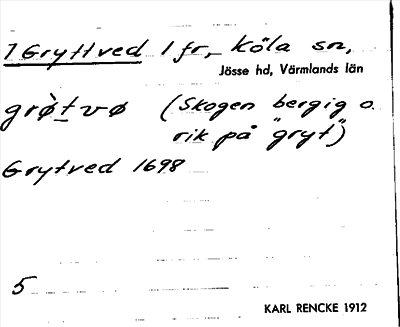 1 Gryttved 1 fr, Köla sn,
Jösse hd, Värmlands län
grø̀t vø (Skogen bergig o.
rik på "gryt")
Grytved 1698
5
KARL RENCKE 1912